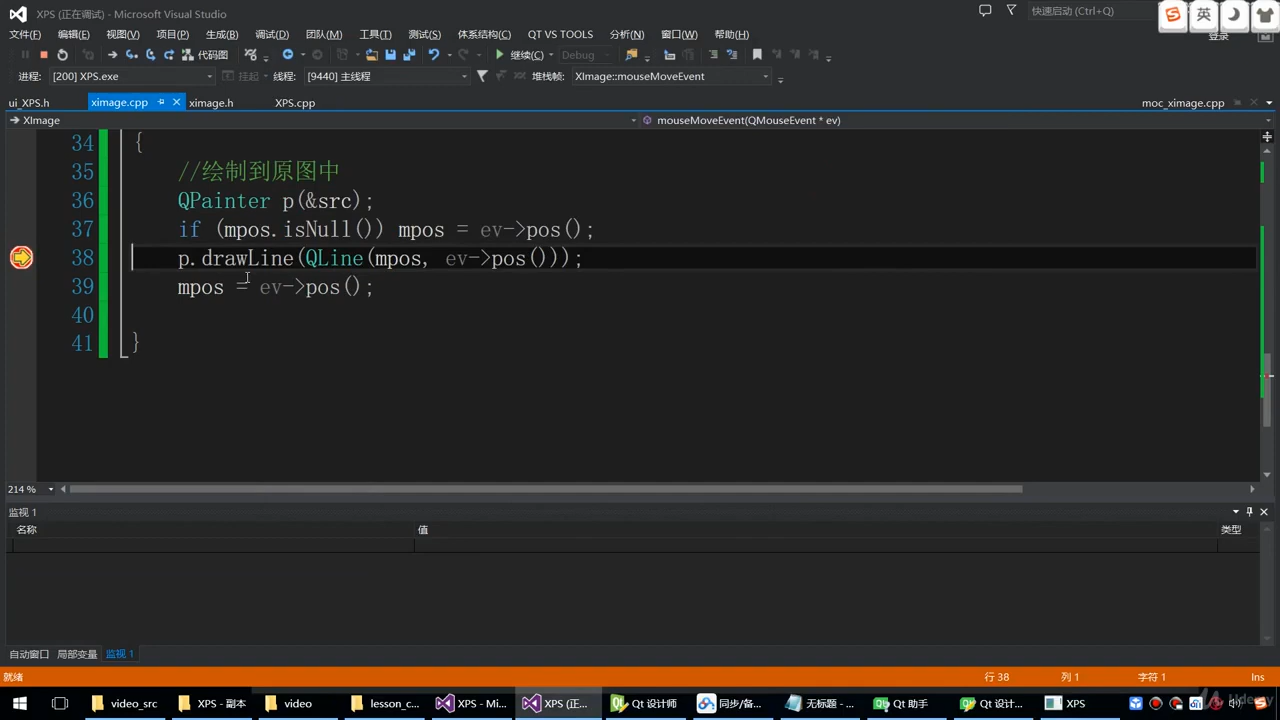 XPS (正在调试) - Microsoft Visual Studio
快速启动 (Ctrl+Q)
英
文件(F) 编辑(E) 视图(V) 项目(P) 生成(B) 调试(D) 团队(M) 工具(T) 测试(S) 体系结构(C) QT VS TOOLS 分析(N) 窗口(W) 帮助(H)
登录
代码图 继续(C) Debug
进程: [200] XPS.exe 挂起 线程: [9440] 主线程 堆栈帧: XImage::mouseMoveEvent
ui_XPS.h ximage.cpp ximage.h XPS.cpp moc_ximage.cpp
XImage mouseMoveEvent(QMouseEvent * ev)
34 {
35 //绘制到原图中
36 QPainter p(&src);
37 if (mpos.isNull()) mpos = ev->pos();
38 p.drawLine(QLine(mpos, ev->pos()));
39 mpos = ev->pos();
40
41 }
214 %
监视 1
名称 值 类型
自动窗口 局部变量 监视 1
就绪 行 38 列 1 字符 1 Ins
video_src XPS - 副本 video lesson_c... XPS - Mi... XPS (正... Qt 设计师 同步/备... 无标题 - ... Qt 助手 Qt 设计... XPS